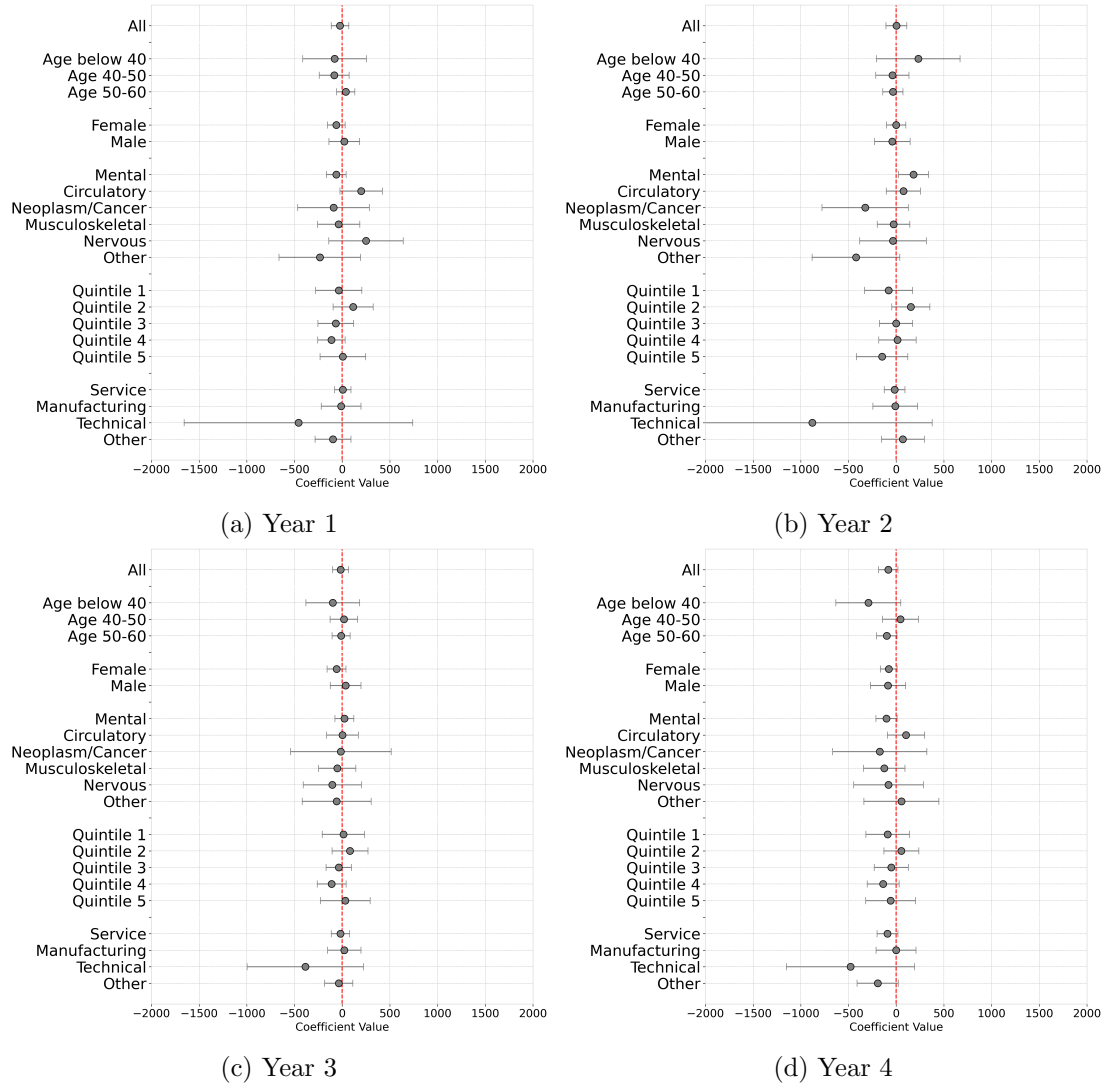 All
Age below 40
Age 40-50
Age 50-60
Female
Male
Mental
Circulatory
Neoplasm/Cancer
Musculoskeletal
Nervous
Other
Quintile 1
Quintile 2
Quintile 3
Quintile 4
Quintile 5
Service
Manufacturing
Technical
Other
−2000 −1500 −1000 −500 0 500 1000 1500 2000
Coefficient Value
(a) Year 1
All
Age below 40
Age 40-50
Age 50-60
Female
Male
Mental
Circulatory
Neoplasm/Cancer
Musculoskeletal
Nervous
Other
Quintile 1
Quintile 2
Quintile 3
Quintile 4
Quintile 5
Service
Manufacturing
Technical
Other
−2000 −1500 −1000 −500 0 500 1000 1500 2000
Coefficient Value
(b) Year 2
All
Age below 40
Age 40-50
Age 50-60
Female
Male
Mental
Circulatory
Neoplasm/Cancer
Musculoskeletal
Nervous
Other
Quintile 1
Quintile 2
Quintile 3
Quintile 4
Quintile 5
Service
Manufacturing
Technical
Other
−2000 −1500 −1000 −500 0 500 1000 1500 2000
Coefficient Value
(c) Year 3
All
Age below 40
Age 40-50
Age 50-60
Female
Male
Mental
Circulatory
Neoplasm/Cancer
Musculoskeletal
Nervous
Other
Quintile 1
Quintile 2
Quintile 3
Quintile 4
Quintile 5
Service
Manufacturing
Technical
Other
−2000 −1500 −1000 −500 0 500 1000 1500 2000
Coefficient Value
(d) Year 4